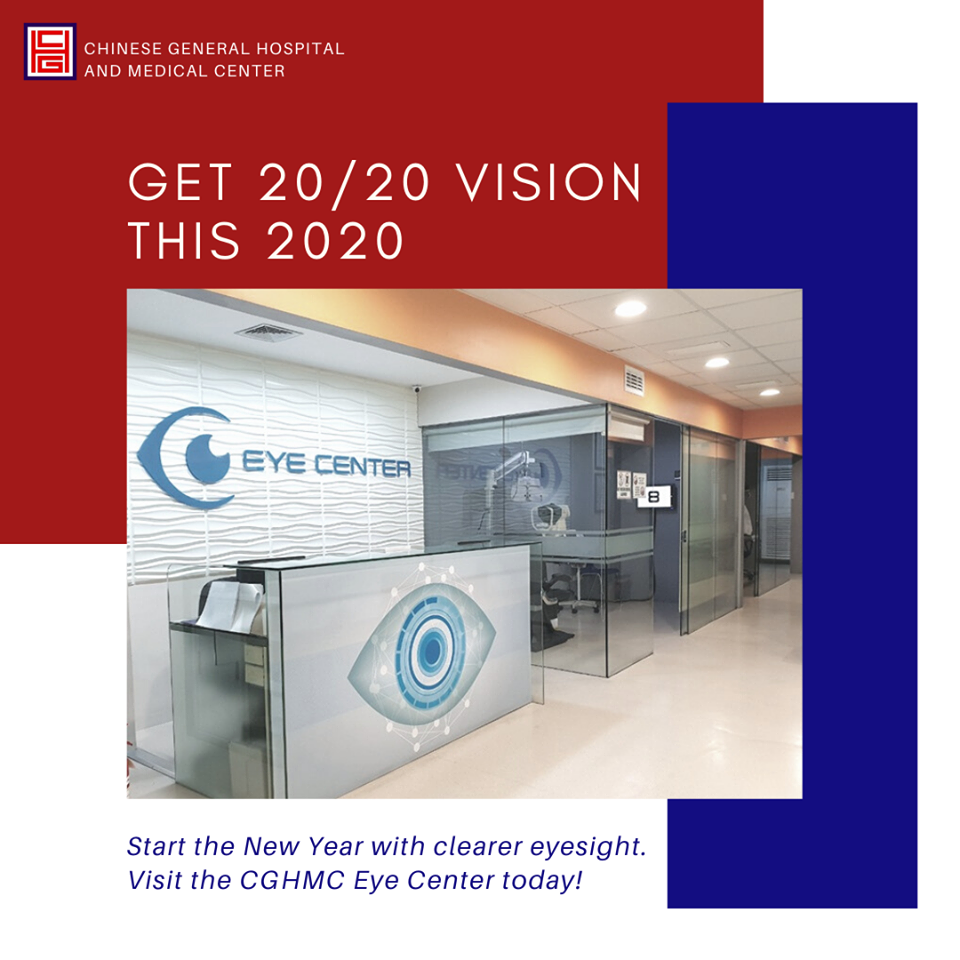 CHINESE GENERAL HOSPITAL
AND MEDICAL CENTER
GET 20/20 VISION
THIS 2020
EYE CENTER
8
Start the New Year with clearer eyesight.
Visit the CGHMC Eye Center today!